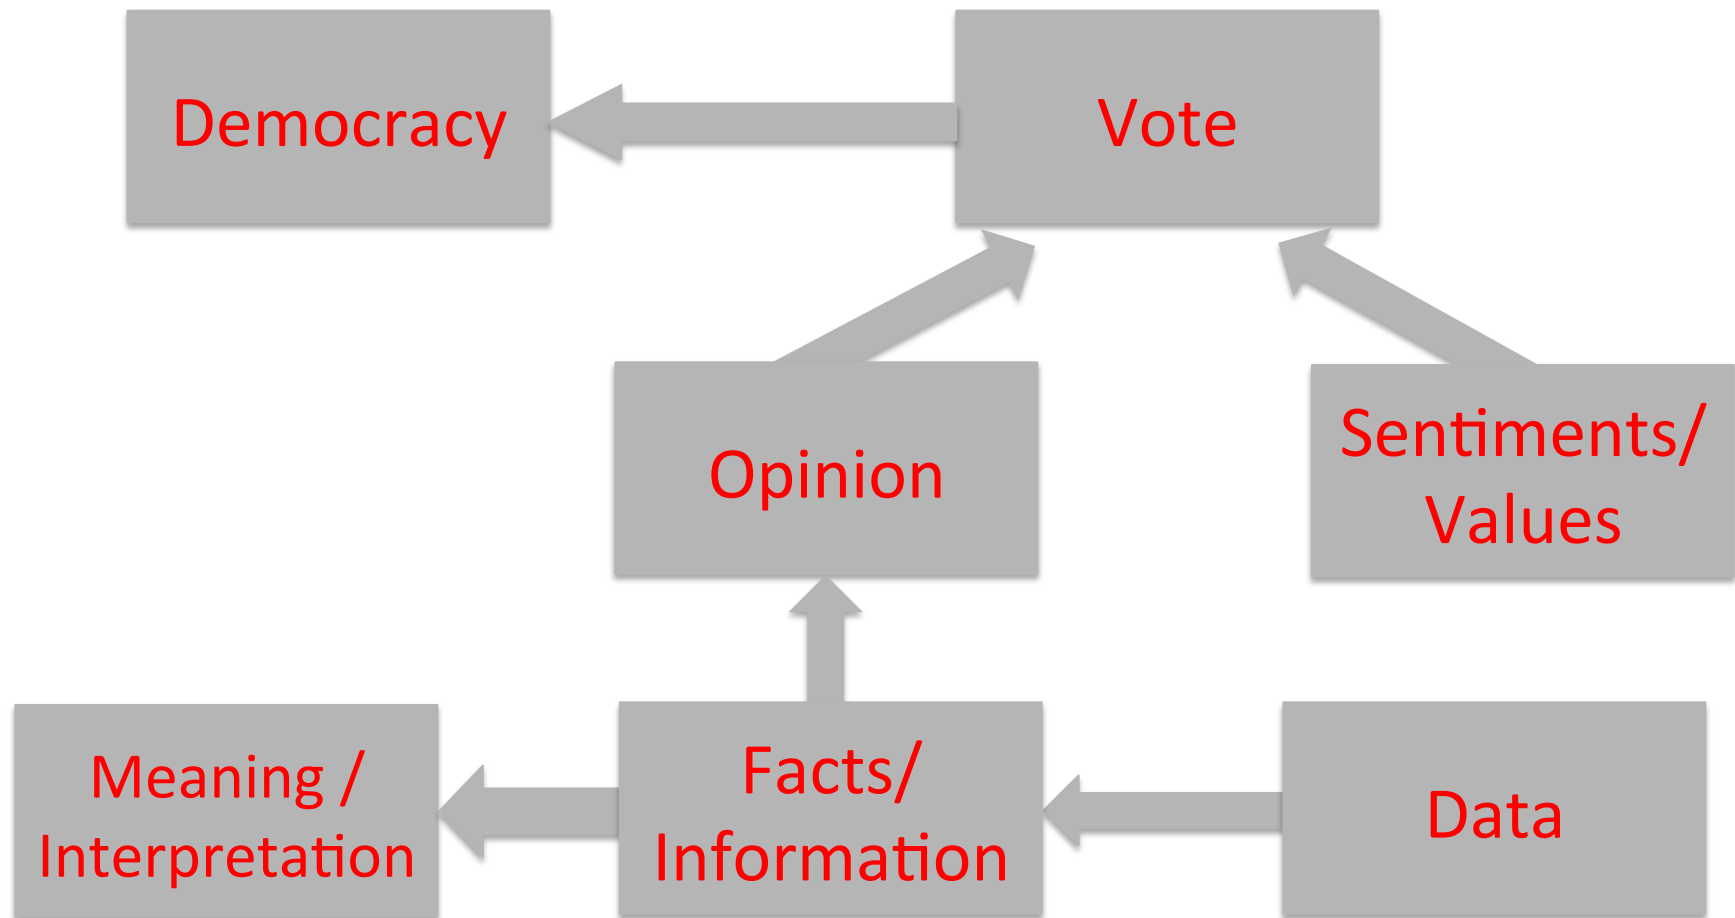 Democracy
Vote
Opinion
Sentiments/
Values
Meaning /
Interpretation
Facts/
Information
Data